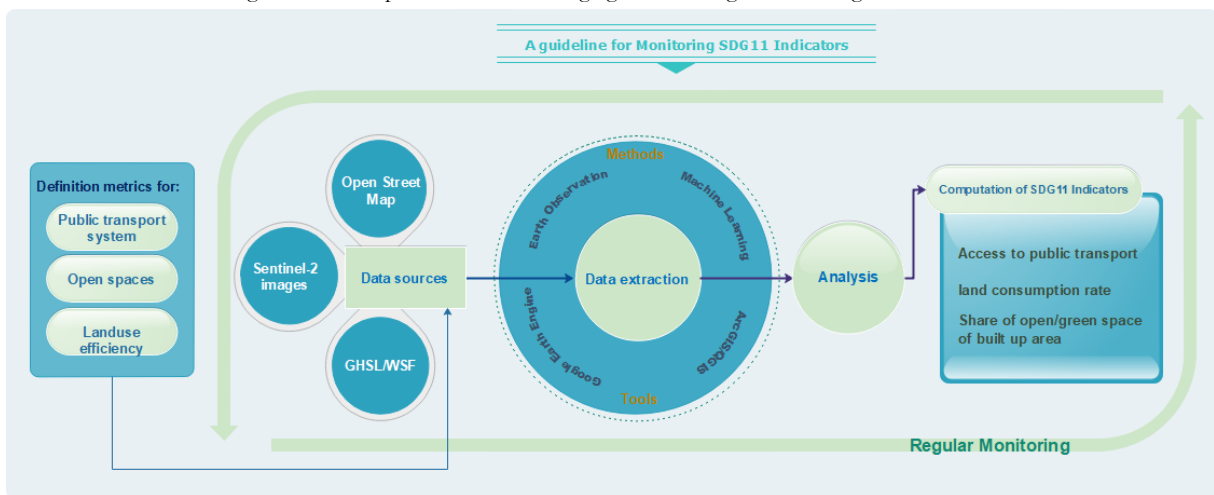 A guideline for Monitoring SDG11 Indicators
Definition metrics for:
Public transport
system
Open spaces
Landuse
efficiency
Open Street
Map
Sentinel-2
images
GHSL/WSF
Data sources
Methods
Earth Observation
Machine Learning
Data extraction
Google Earth Engine
ArcGIS/QGIS
Tools
Analysis
Computation of SDG11 Indicators
Access to public transport
land consumption rate
Share of open/green space
of built up area
Regular Monitoring